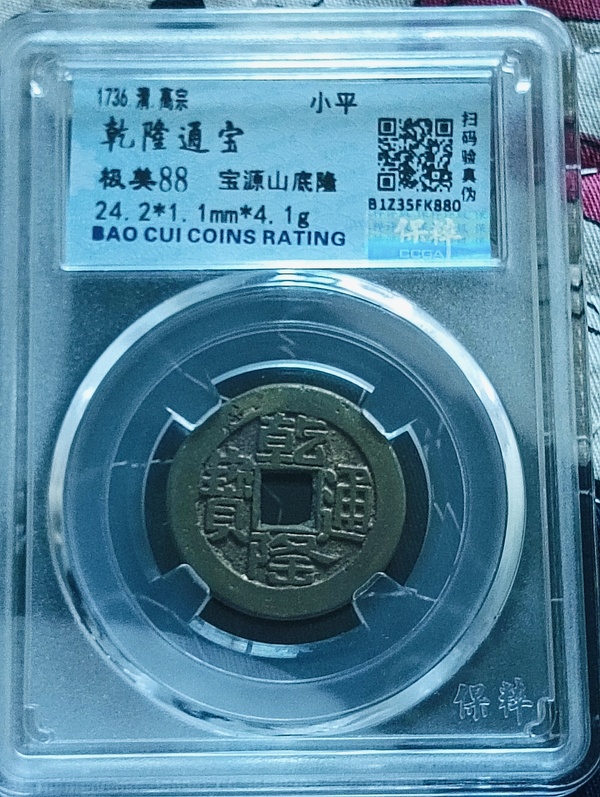 1736.清.高宗
小平
乾隆通宝
极美88 宝源山底隆
24.2*1.1mm*4.1g
BAO CUI COINS RATING
扫码验真伪
B1Z35FK880
保粹
CCGA
乾隆通寶
保粹